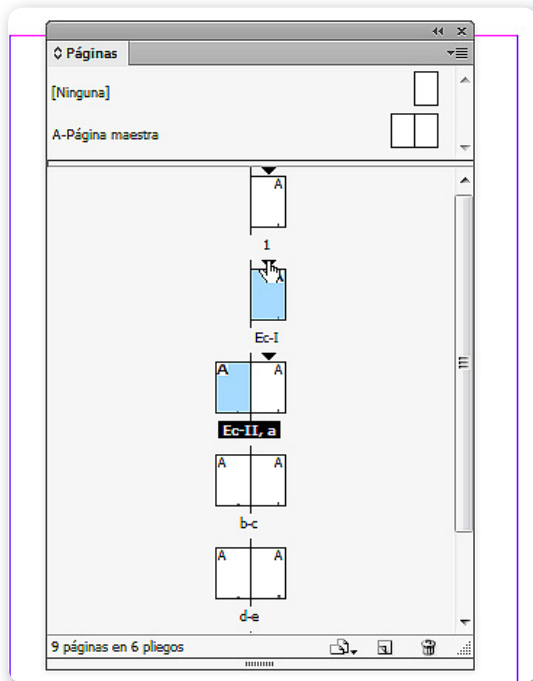 Páginas
[Ninguna]
A-Página maestra
A
1
A
Ec-I
A A
Ec-II, a
A A
b-c
A A
d-e
9 páginas en 6 pliegos